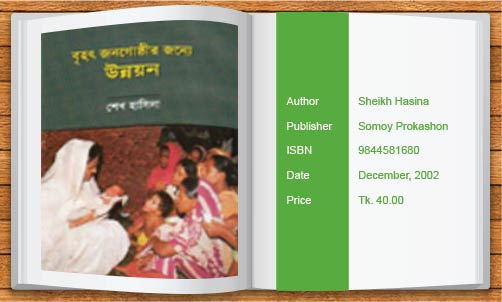 বৃহৎ জনগোষ্ঠীর জন্যে
উন্নয়ন
শেখ হাসিনা
Author Sheikh Hasina
Publisher Somoy Prokashon
ISBN 9844581680
Date December, 2002
Price Tk. 40.00